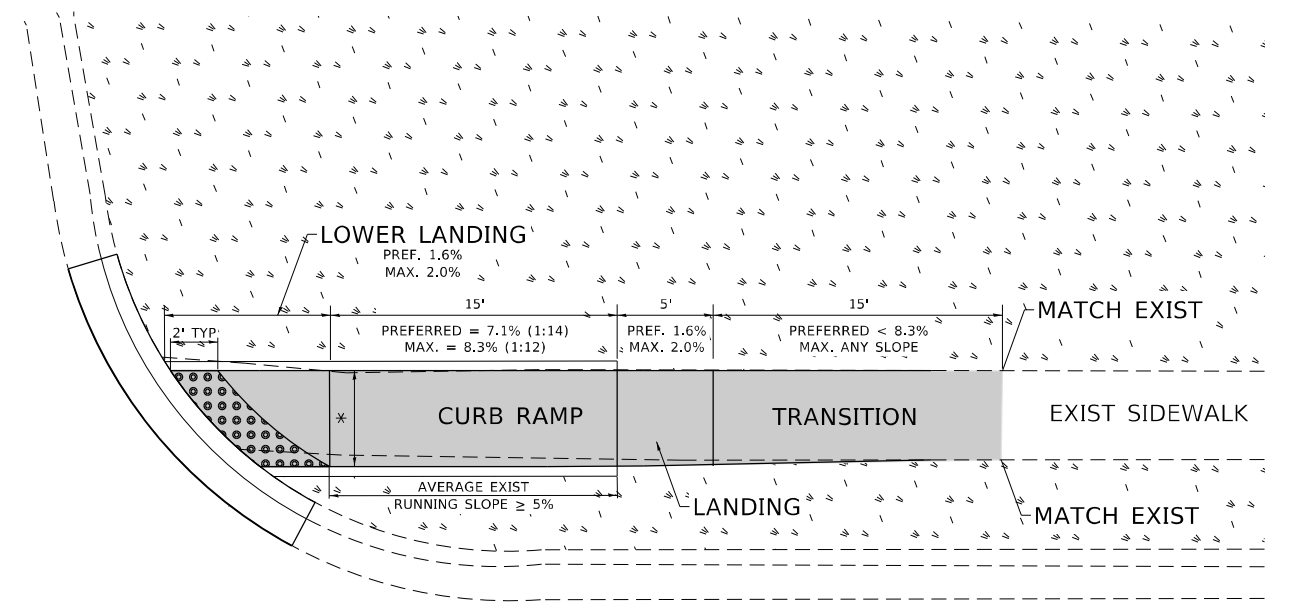 LOWER LANDING
PREF. 1.6%
MAX. 2.0%
15'
5'
15'
2' TYP
PREFERRED = 7.1% (1:14)
MAX. = 8.3% (1:12)
PREF. 1.6%
MAX. 2.0%
PREFERRED < 8.3%
MAX. ANY SLOPE
MATCH EXIST
*
CURB RAMP
TRANSITION
EXIST SIDEWALK
AVERAGE EXIST
RUNNING SLOPE ≥ 5%
LANDING
MATCH EXIST